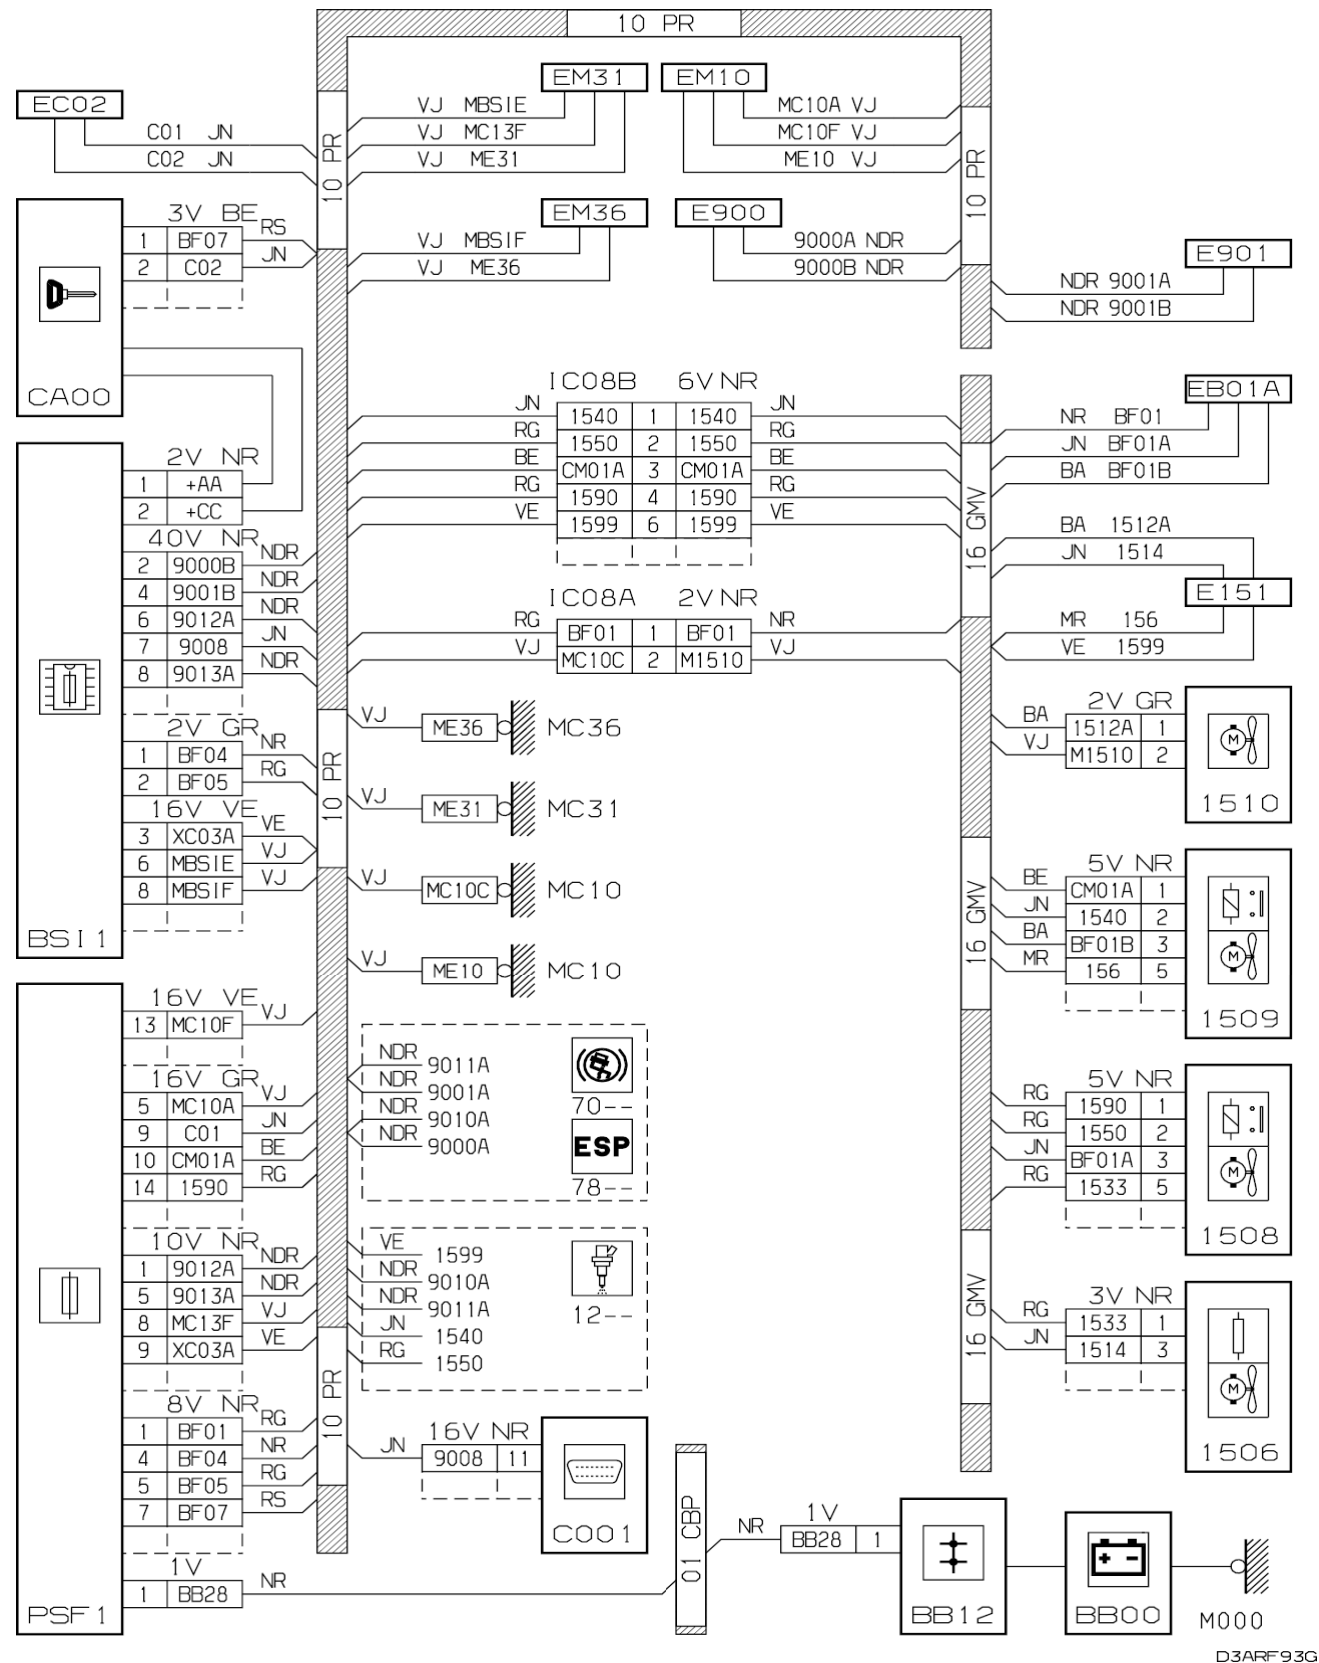 10 PR
EC02
C01 JN
C02 JN
10 PR
VJ MBSIE
VJ MC13F
VJ ME31
EM31
EM10
MC10A VJ
MC10F VJ
ME10 VJ
10 PR
CA00
3V BE
1 BF07 RS
2 C02 JN
VJ MBSIF
VJ ME36
EM36
E900
9000A NDR
9000B NDR
E901
NDR 9001A
NDR 9001B
IC08B 6V NR
JN 1540 1 1540 JN
RG 1550 2 1550 RG
BE CM01A 3 CM01A BE
RG 1590 4 1590 RG
VE 1599 6 1599 VE
IC08A 2V NR
RG BF01 1 BF01 NR
VJ MC10C 2 M1510 VJ
EB01A
NR BF01
JN BF01A
BA BF01B
16 GMV
BA 1512A
JN 1514
E151
MR 156
VE 1599
BSI1
2V NR
1 +AA
2 +CC
40V NR
2 9000B NDR
4 9001B NDR
6 9012A NDR
7 9008 JN
8 9013A NDR
2V GR
1 BF04 NR
2 BF05 RG
16V VE
3 XC03A VE
6 MBSIE VJ
8 MBSIF VJ
10 PR
VJ ME36 MC36
VJ ME31 MC31
VJ MC10C MC10
VJ ME10 MC10
2V GR
BA 1512A 1
VJ M1510 2
M
1510
16 GMV
5V NR
BE CM01A 1
JN 1540 2
BA BF01B 3
MR 156 5
M
1509
PSF1
16V VE
13 MC10F VJ
16V GR
5 MC10A VJ
9 C01 JN
10 CM01A BE
14 1590 RG
10V NR
1 9012A NDR
5 9013A NDR
8 MC13F VJ
9 XC03A VE
8V NR
1 BF01 RG
4 BF04 NR
5 BF05 RG
7 BF07 RS
1V
1 BB28 NR
NDR 9011A
NDR 9001A
NDR 9010A
NDR 9000A
70--
ESP
78--
VE 1599
NDR 9010A
NDR 9011A
JN 1540
RG 1550
12--
10 PR
16V NR
JN 9008 11
C001
5V NR
RG 1590 1
RG 1550 2
JN BF01A 3
RG 1533 5
M
1508
16 GMV
3V NR
RG 1533 1
JN 1514 3
M
1506
01 CBP
1V
NR BB28 1
BB12
+ -
BB00
M000
D3ARF93G